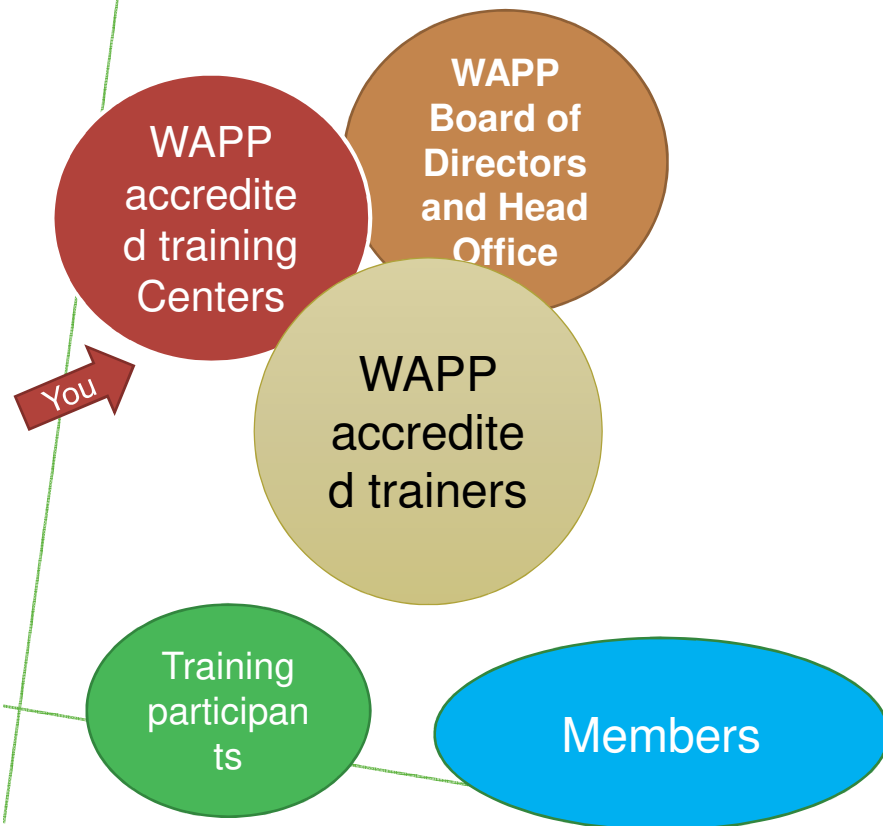 WAPP
Board of
Directors
and Head
Office
WAPP
accredite
d training
Centers
You
WAPP
accredite
d trainers
Training
participan
ts
Members